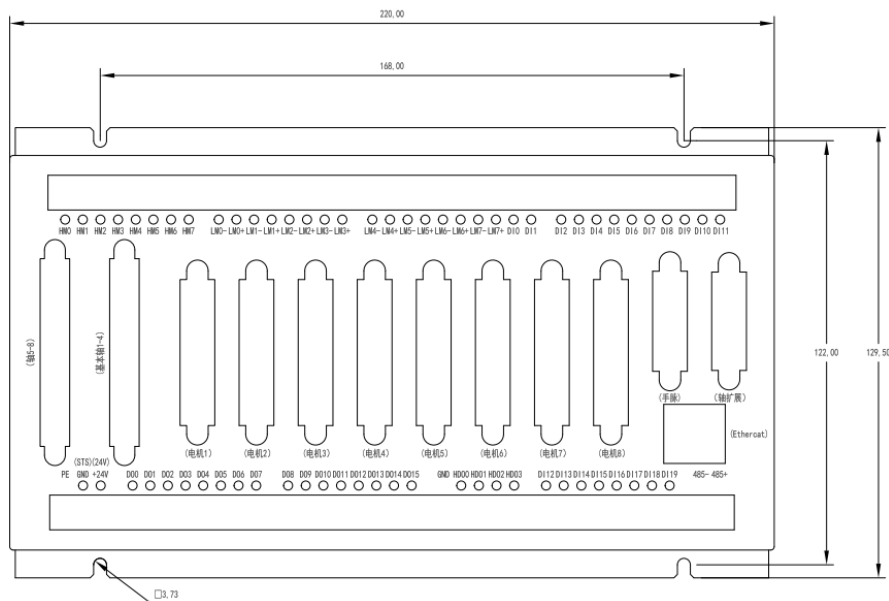 220,00
168,00
HM0 HM1 HM2 HM3 HM4 HM5 HM6 HM7 LM0- LM0+ LM1- LM1+ LM2- LM2+ LM3- LM3+ LM4- LM4+ LM5- LM5+ LM6- LM6+ LM7- LM7+ DI0 DI1 DI2 DI3 DI4 DI5 DI6 DI7 DI8 DI9 DI10 DI11
(轴5-8)
(基本轴1-4)
122,00
129,50
(手脉)
(轴扩展)
(Ethercat)
(电机1)
(电机2)
(电机3)
(电机4)
(电机5)
(电机6)
(电机7)
(电机8)
(STS)(24V)
PE GND +24V DO0 DO1 DO2 DO3 DO4 DO5 DO6 DO7 DO8 DO9 DO10 DO11 DO12 DO13 DO14 DO15 GND HDO0 HDO1 HDO2 HDO3 DI12 DI13 DI14 DI15 DI16 DI17 DI18 DI19 485- 485+
□3,73